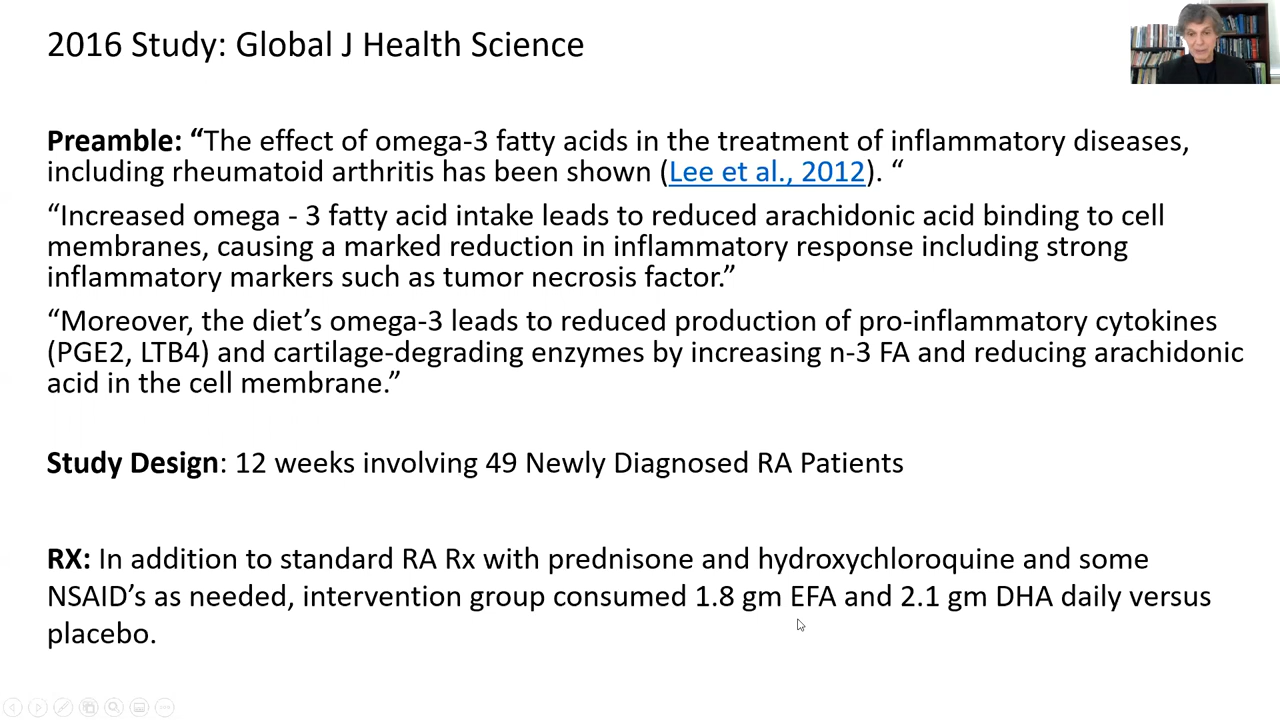 2016 Study: Global J Health Science
Preamble: “The effect of omega-3 fatty acids in the treatment of inflammatory diseases,
including rheumatoid arthritis has been shown (Lee et al., 2012). “
“Increased omega - 3 fatty acid intake leads to reduced arachidonic acid binding to cell
membranes, causing a marked reduction in inflammatory response including strong
inflammatory markers such as tumor necrosis factor.”
“Moreover, the diet’s omega-3 leads to reduced production of pro-inflammatory cytokines
(PGE2, LTB4) and cartilage-degrading enzymes by increasing n-3 FA and reducing arachidonic
acid in the cell membrane.”
Study Design: 12 weeks involving 49 Newly Diagnosed RA Patients
RX: In addition to standard RA Rx with prednisone and hydroxychloroquine and some
NSAID’s as needed, intervention group consumed 1.8 gm EFA and 2.1 gm DHA daily versus
placebo.